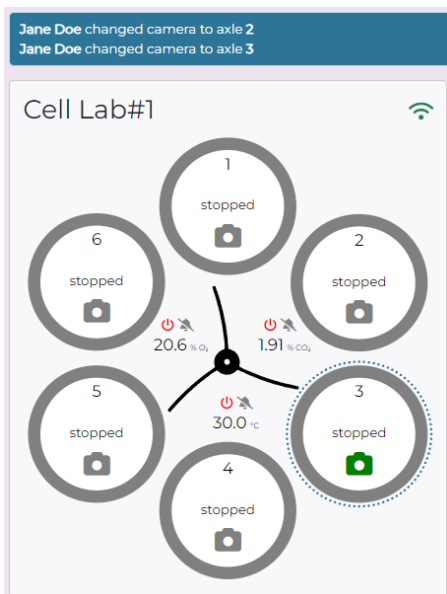 Jane Doe changed camera to axle 2
Jane Doe changed camera to axle 3
Cell Lab#1
1
stopped
6
stopped
2
stopped
20.6 % O₂
1.91 % CO₂
5
stopped
3
stopped
30.0 °C
4
stopped